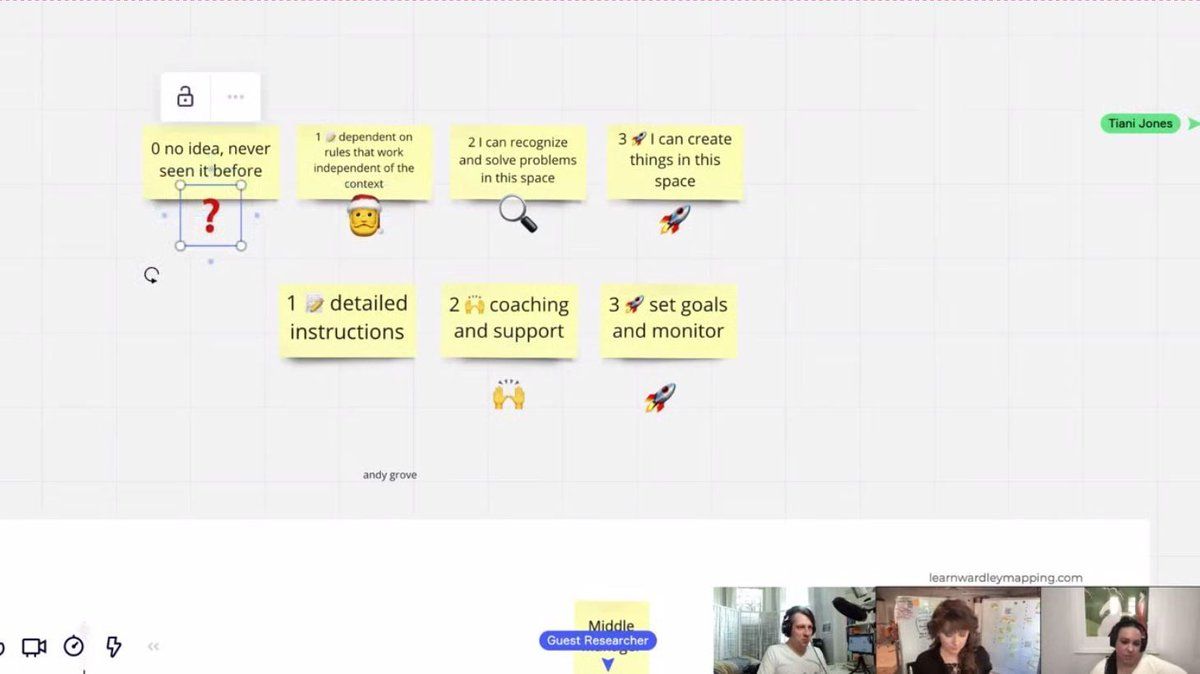 Tiani Jones
0 no idea, never
seen it before
1 📝 dependent on
rules that work
independent of the
context
2 I can recognize
and solve problems
in this space
3 🚀 I can create
things in this
space
❓
1 📝 detailed
instructions
2 🙌 coaching
and support
3 🚀 set goals
and monitor
andy grove
learnwardleymapping.com
Middle
Guest Researcher